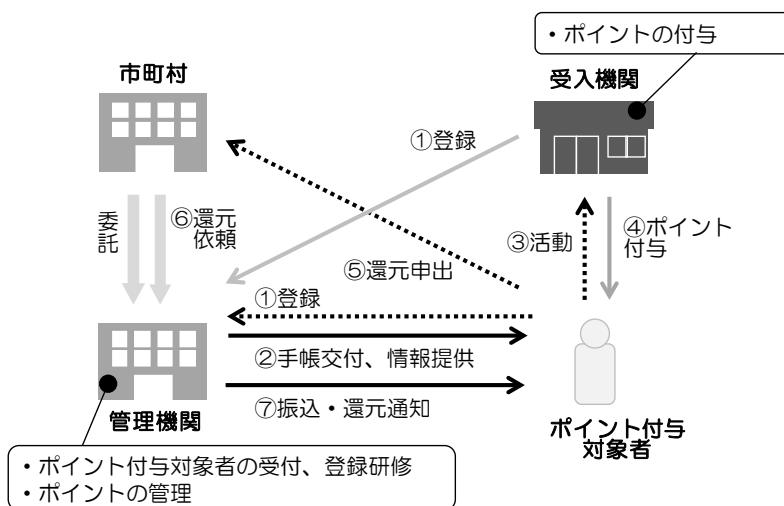 ・ポイントの付与
市町村
受入機関
①登録
委託
⑥還元
依頼
③活動
④ポイント
付与
⑤還元申出
①登録
②手帳交付、情報提供
⑦振込・還元通知
管理機関
ポイント付与
対象者
・ポイント付与対象者の受付、登録研修
・ポイントの管理